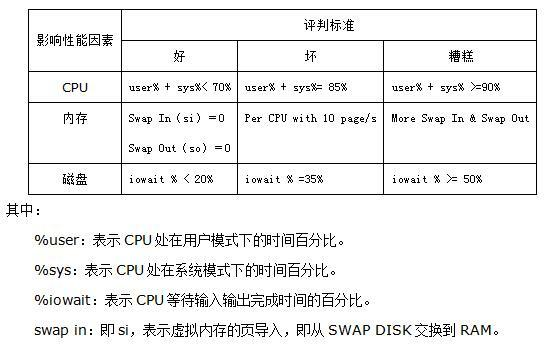 影响性能因素
评判标准
好 坏 糟糕
CPU user% + sys%< 70% user% + sys%= 85% user% + sys% >=90%
内存 Swap In（si）＝0 Per CPU with 10 page/s More Swap In & Swap Out
Swap Out（so）＝0
磁盘 iowait % < 20% iowait % =35% iowait % >= 50%
其中：
%user：表示 CPU 处在用户模式下的时间百分比。
%sys：表示 CPU 处在系统模式下的时间百分比。
%iowait：表示 CPU 等待输入输出完成时间的百分比。
swap in：即 si，表示虚拟内存的页导入，即从 SWAP DISK 交换到 RAM。